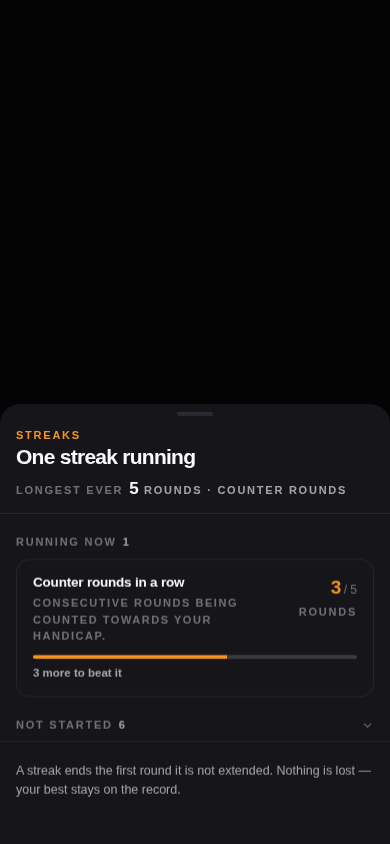 STREAKS
One streak running
LONGEST EVER 5 ROUNDS · COUNTER ROUNDS
RUNNING NOW 1
Counter rounds in a row
3 / 5
CONSECUTIVE ROUNDS BEING
COUNTED TOWARDS YOUR
HANDICAP.
ROUNDS
3 more to beat it
NOT STARTED 6
A streak ends the first round it is not extended. Nothing is lost —
your best stays on the record.